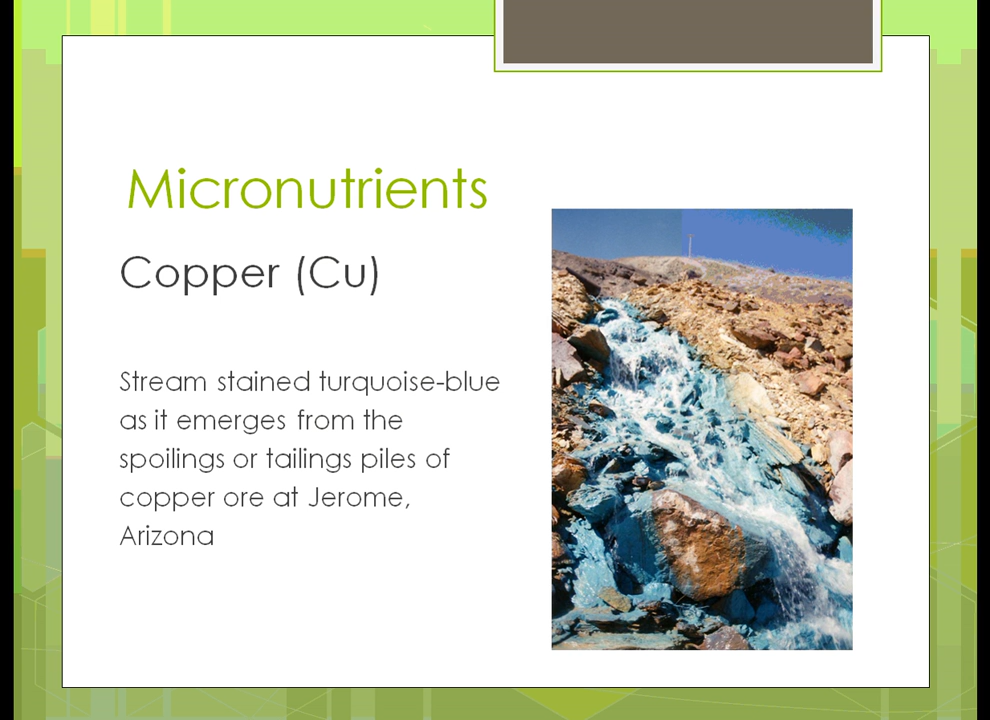 Micronutrients
Copper (Cu)
Stream stained turquoise-blue
as it emerges from the
spoilings or tailings piles of
copper ore at Jerome,
Arizona